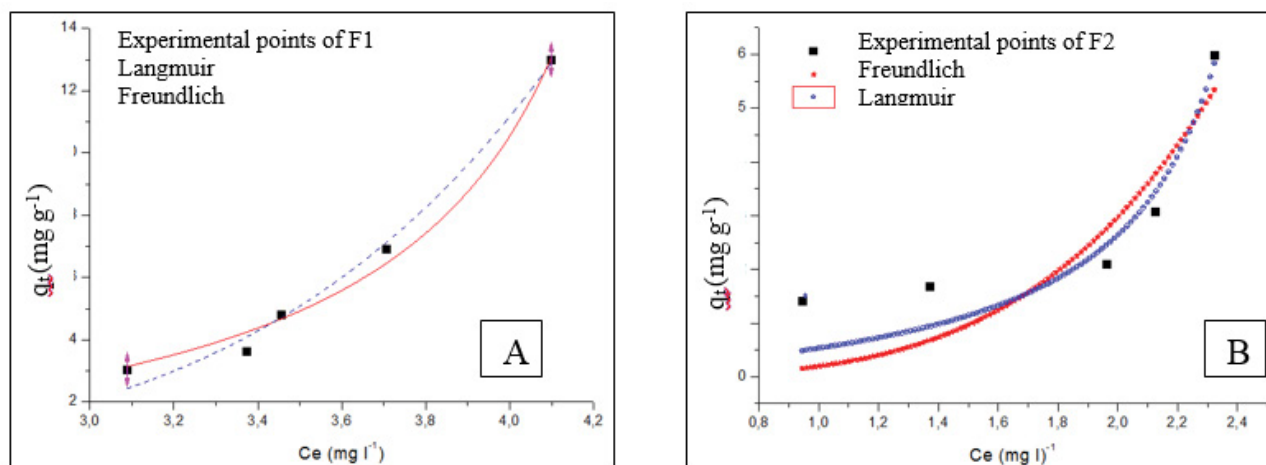 Experimental points of F1
Langmuir
Freundlich
14
12
10
8
6
4
2
qt(mg g-1)
3,0 3,2 3,4 3,6 3,8 4,0 4,2
Ce (mg l-1)
A
Experimental points of F2
Freundlich
Langmuir
6
5
0
qt(mg g-1)
0,8 1,0 1,2 1,4 1,6 1,8 2,0 2,2 2,4
Ce (mg l)-1
B